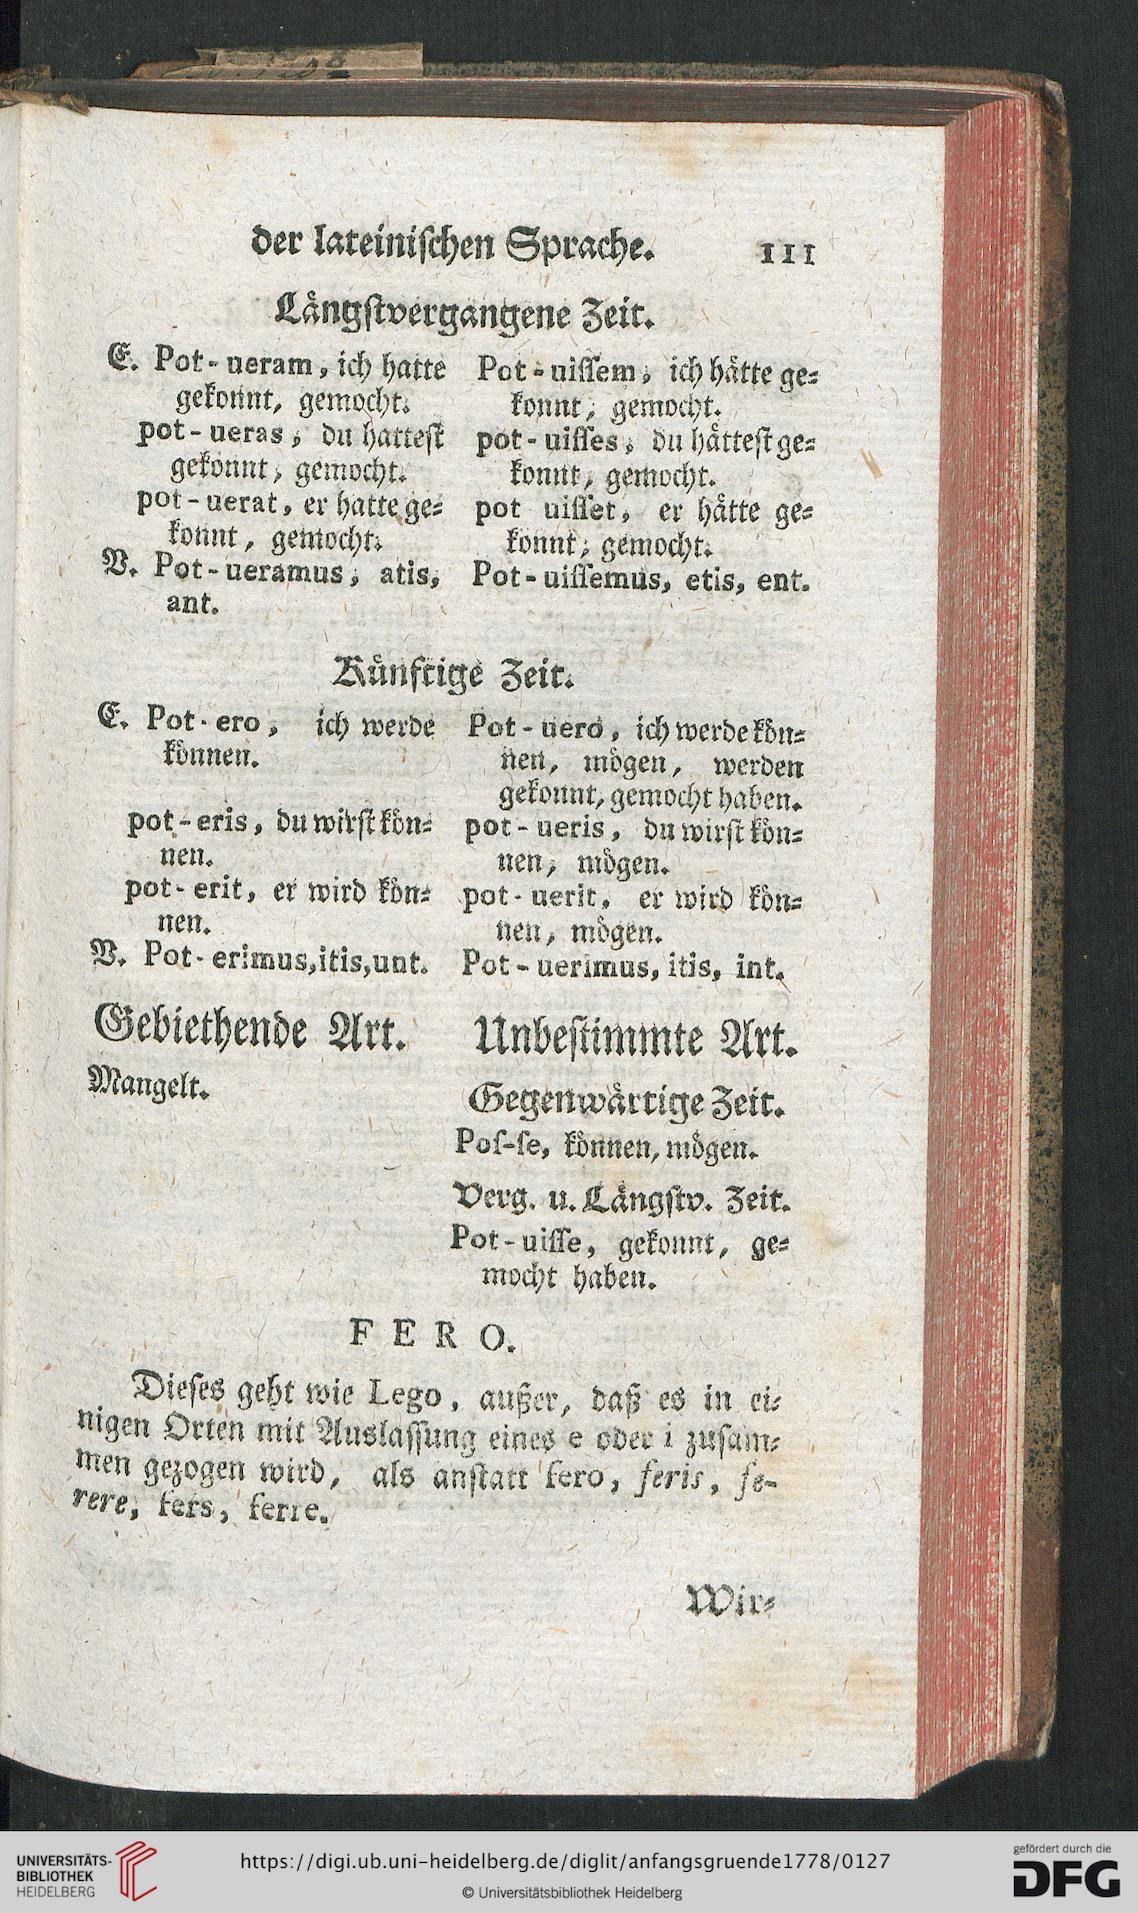 der lateiniſchen Sprache. 111
Längſtvergangene Zeit.
E. Pot-ueram, ich hatte
gekonnt, gemocht.
pot-ueras, du hatteſt
gekonnt, gemocht.
pot-uerat, er hatte ge-
konnt, gemocht.
V. Pot-ueramus, atis,
ant.
Pot-uiſſem, ich hätte ge-
konnt, gemocht.
pot-uiſſes, du hätteſt ge-
konnt, gemocht.
pot uiſſet, er hätte ge-
konnt, gemocht.
Pot-uiſſemus, etis, ent.
Künftige Zeit.
E. Pot-ero, ich werde
können.
pot-eris, du wirſt kön-
nen.
pot-erit, er wird kön-
nen.
V. Pot-erimus, itis, unt.
Pot-uero, ich werde kön-
nen, mögen, werden
gekonnt, gemocht haben.
pot-ueris, du wirſt kön-
nen, mögen.
pot-uerit, er wird kön-
nen, mögen.
Pot-uerimus, itis, int.
Gebiethende Art.
Mangelt.
Unbeſtimmte Art.
Gegenwärtige Zeit.
Poſ-ſe, können, mögen.
Verg. u. Längſtv. Zeit.
Pot-uiſſe, gekonnt, ge-
mocht haben.
FERO.
Dieſes geht wie Lego, außer, daß es in ei-
nigen Orten mit Auslaſſung eines e oder i zuſam-
men gezogen wird, als anſtatt fero, feris, fe-
rere, fers, ferre.
Wir-
UNIVERSITÄTS-
BIBLIOTHEK
HEIDELBERG
https://digi.ub.uni-heidelberg.de/diglit/anfangsgruende1778/0127
© Universitätsbibliothek Heidelberg
gefördert durch die
DFG